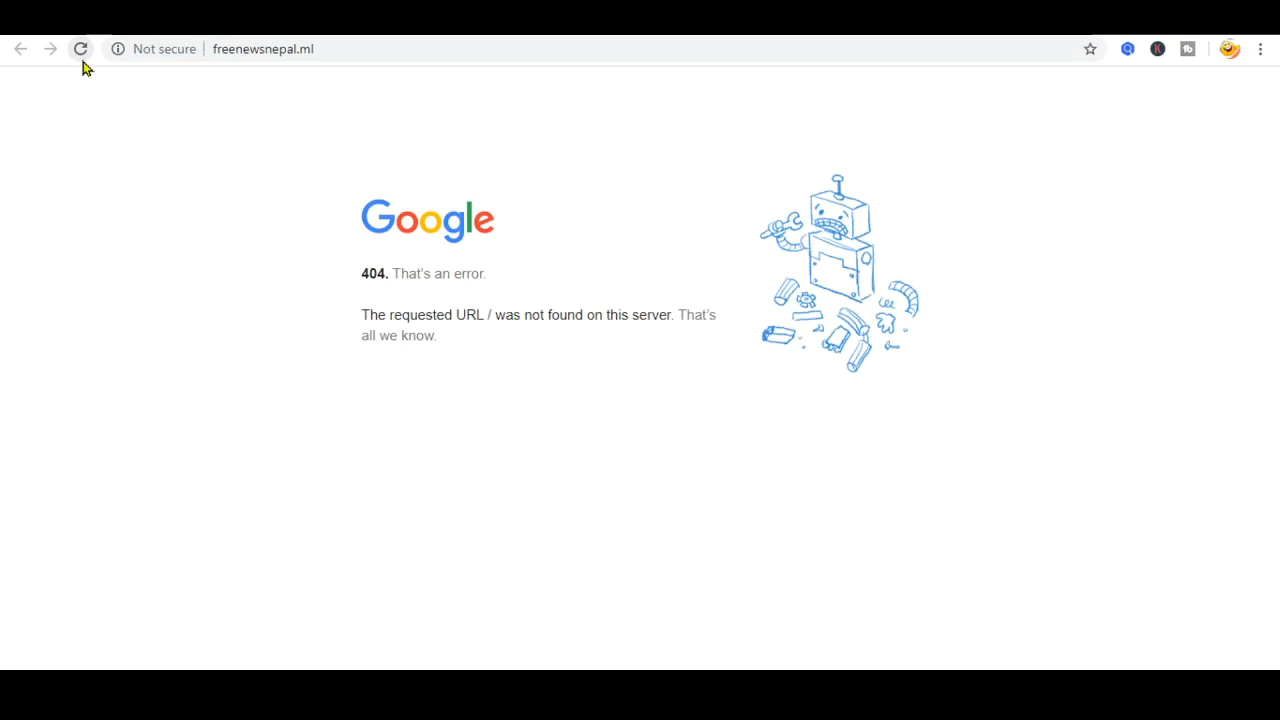 Not secure freenewsnepal.ml
Google
404. That's an error.
The requested URL / was not found on this server. That's
all we know.